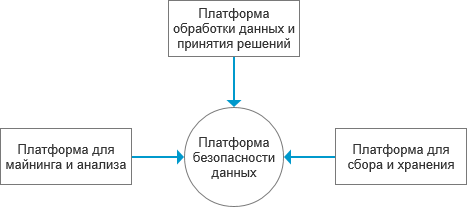 Платформа
обработки данных и
принятия решений
Платформа для
майнинга и анализа
Платформа
безопасности
данных
Платформа для
сбора и хранения